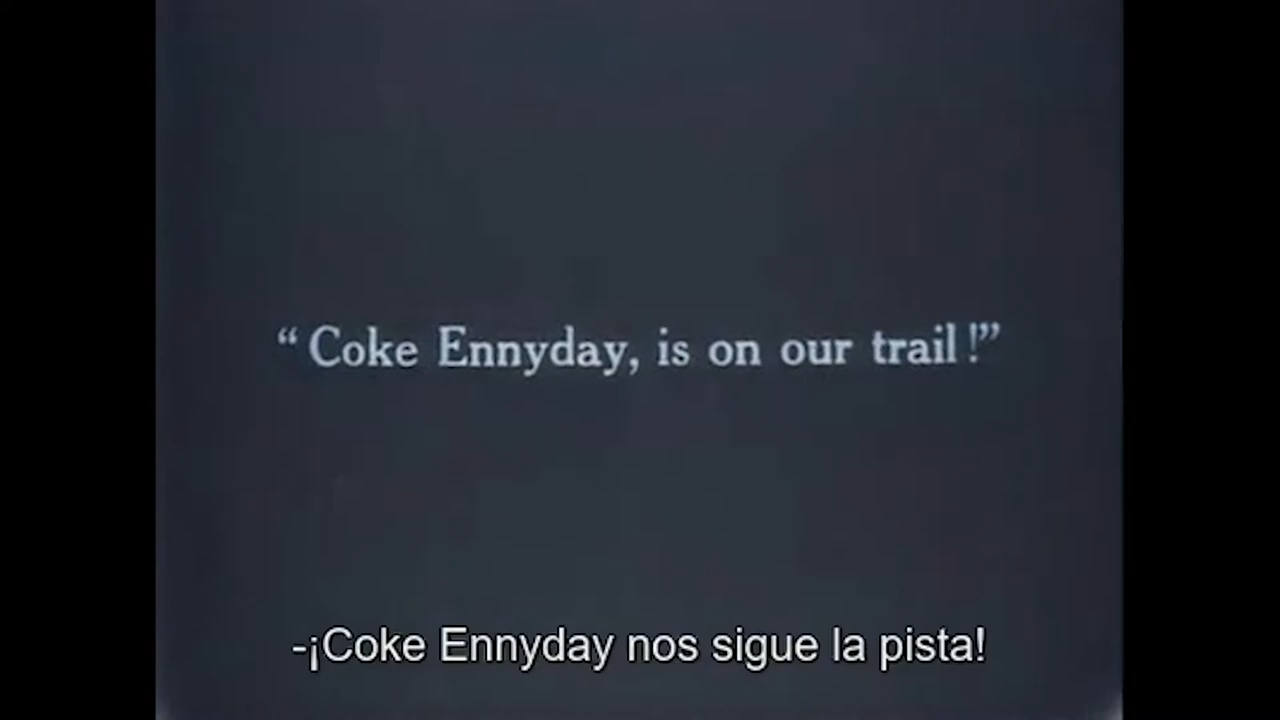 “Coke Ennyday, is on our trail!”
-¡Coke Ennyday nos sigue la pista!